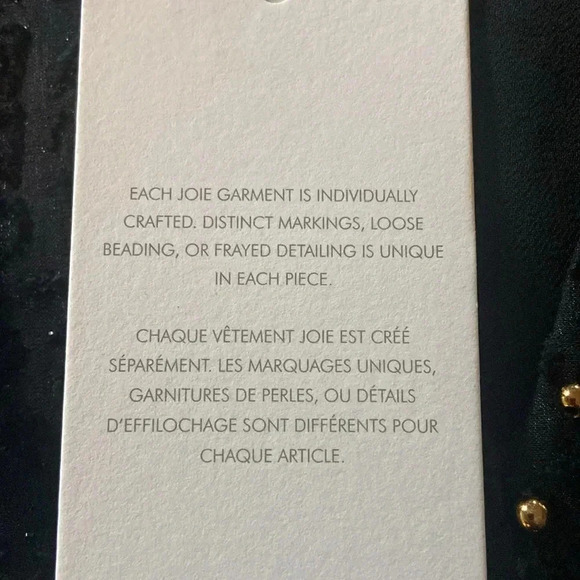 EACH JOIE GARMENT IS INDIVIDUALLY
CRAFTED. DISTINCT MARKINGS, LOOSE
BEADING, OR FRAYED DETAILING IS UNIQUE
IN EACH PIECE.
CHAQUE VÊTEMENT JOIE EST CRÉÉ
SÉPARÉMENT. LES MARQUAGES UNIQUES,
GARNITURES DE PERLES, OU DÉTAILS
D'EFFILOCHAGE SONT DIFFÉRENTS POUR
CHAQUE ARTICLE.